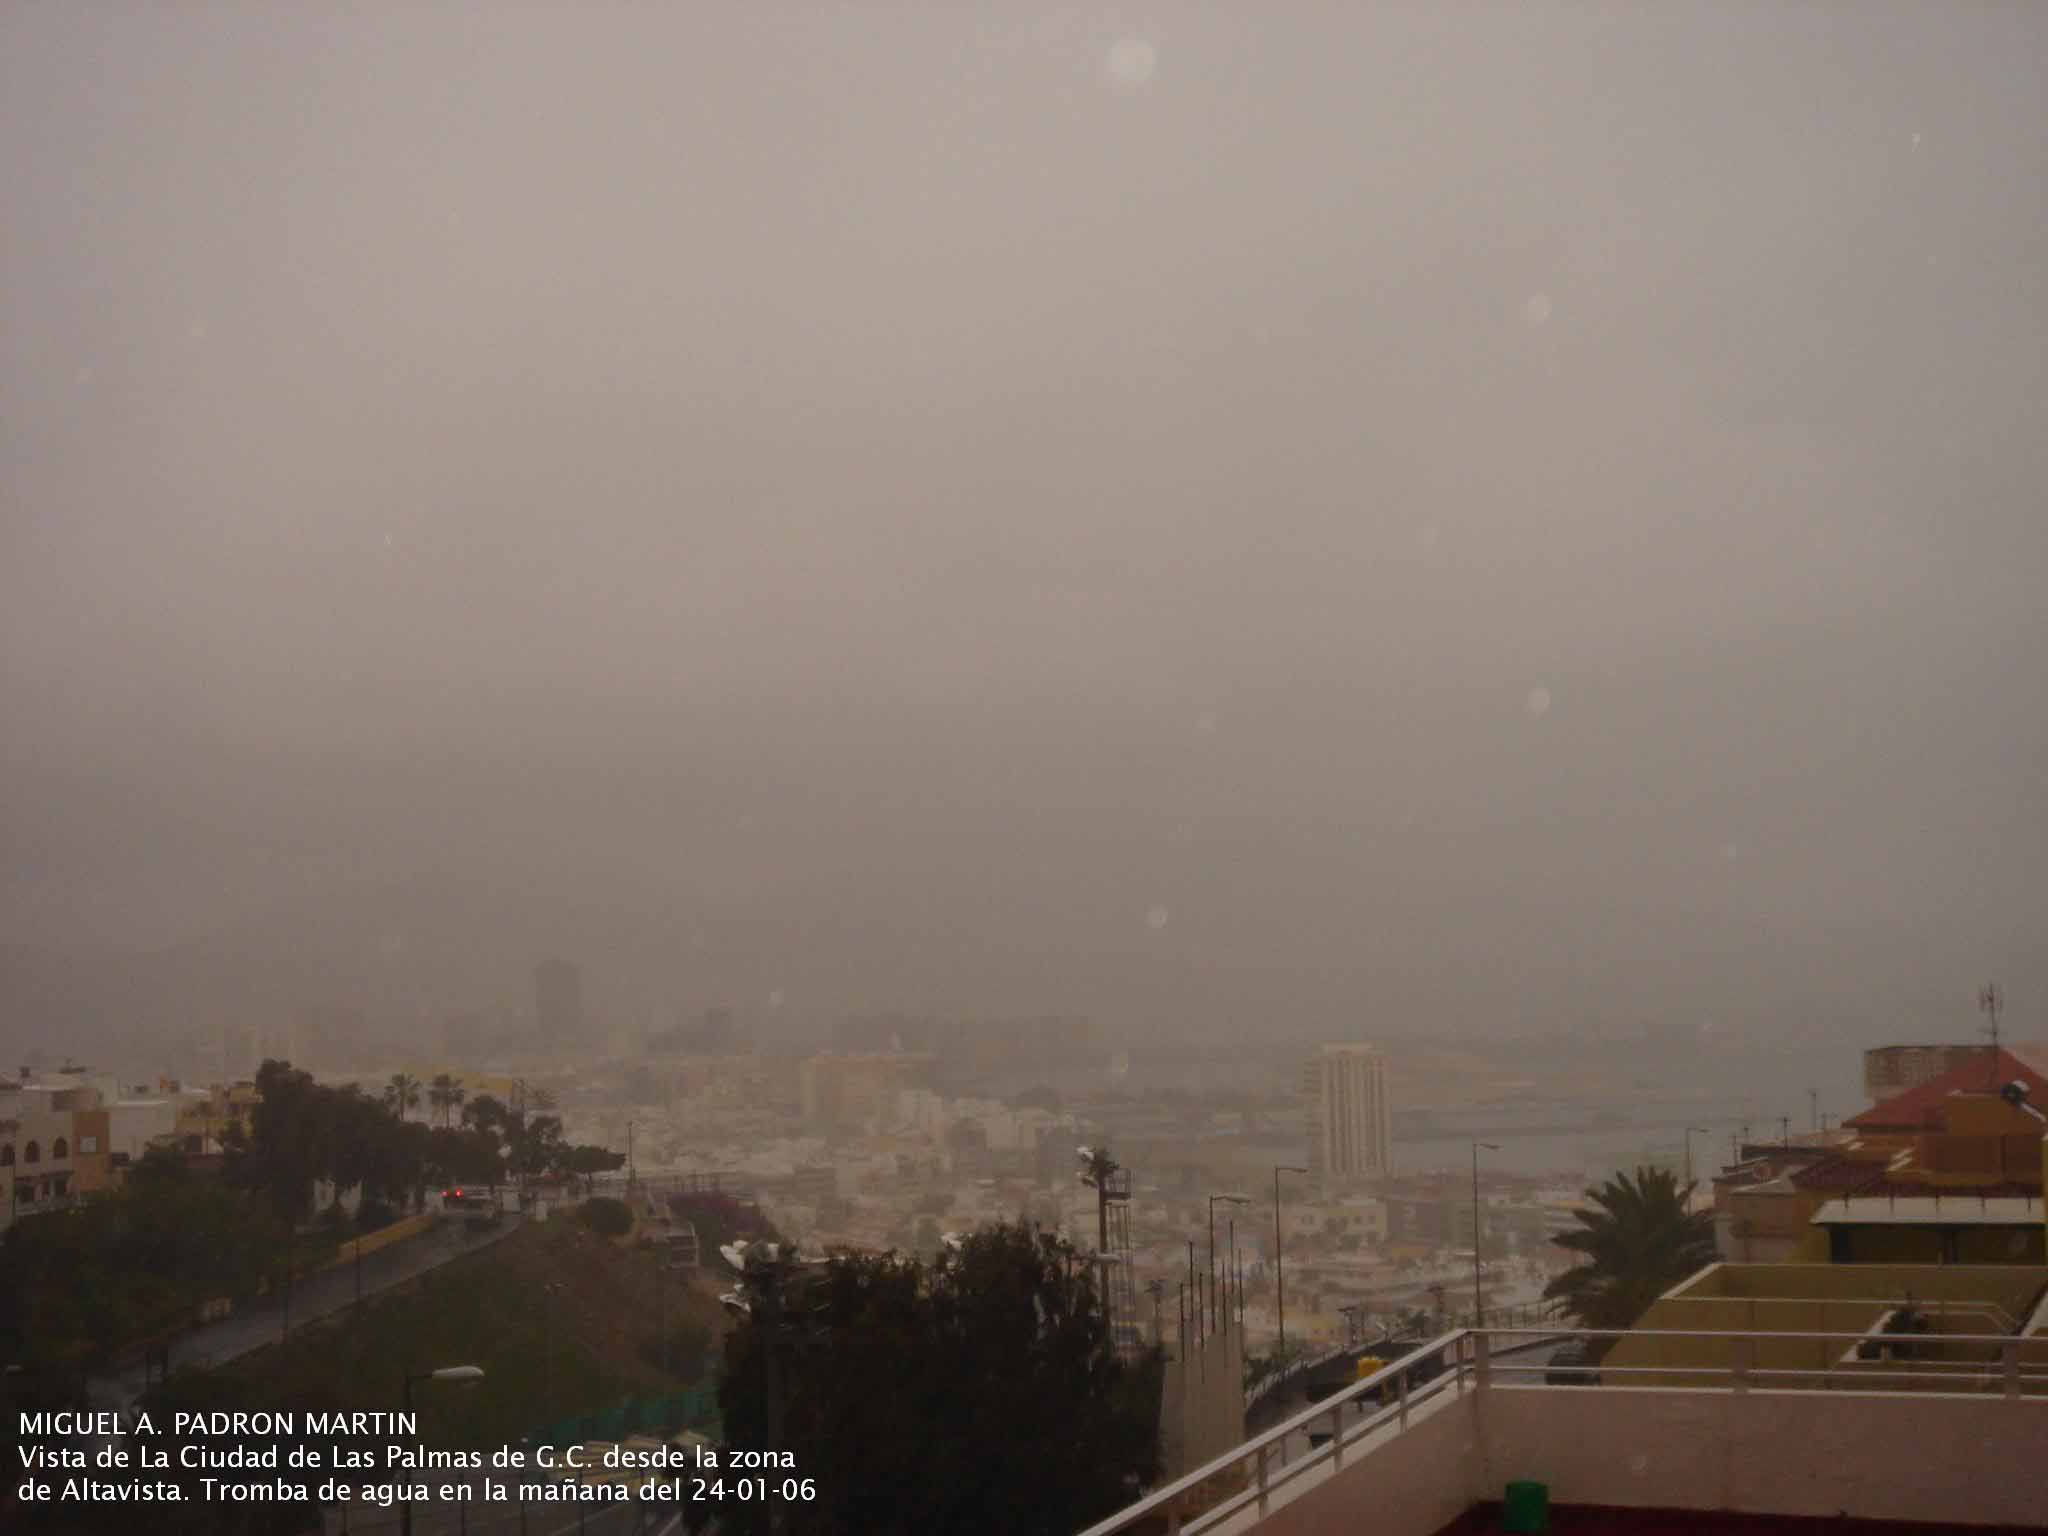 MIGUEL A. PADRON MARTIN
Vista de La Ciudad de Las Palmas de G.C. desde la zona
de Altavista. Tromba de agua en la mañana del 24-01-06